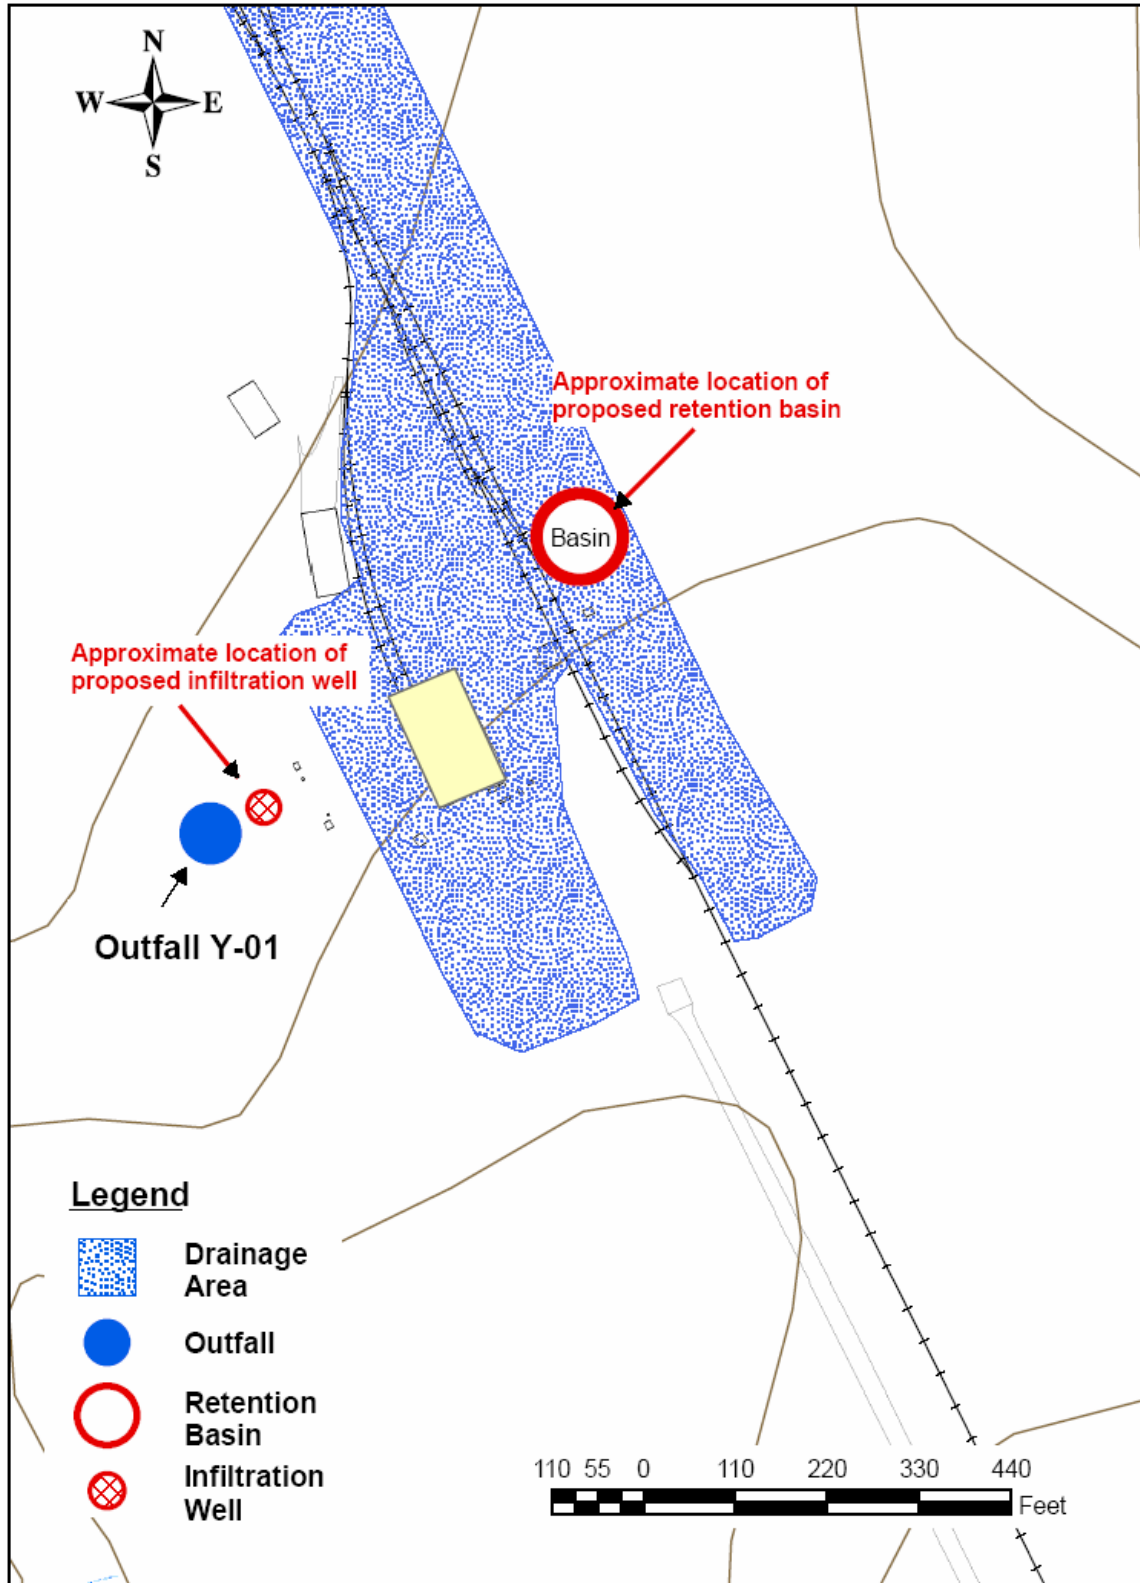 N
W E
S
Approximate location of
proposed retention basin
Basin
Approximate location of
proposed infiltration well
Outfall Y-01
Legend
Drainage
Area
Outfall
Retention
Basin
Infiltration
Well
110 55 0 110 220 330 440
Feet